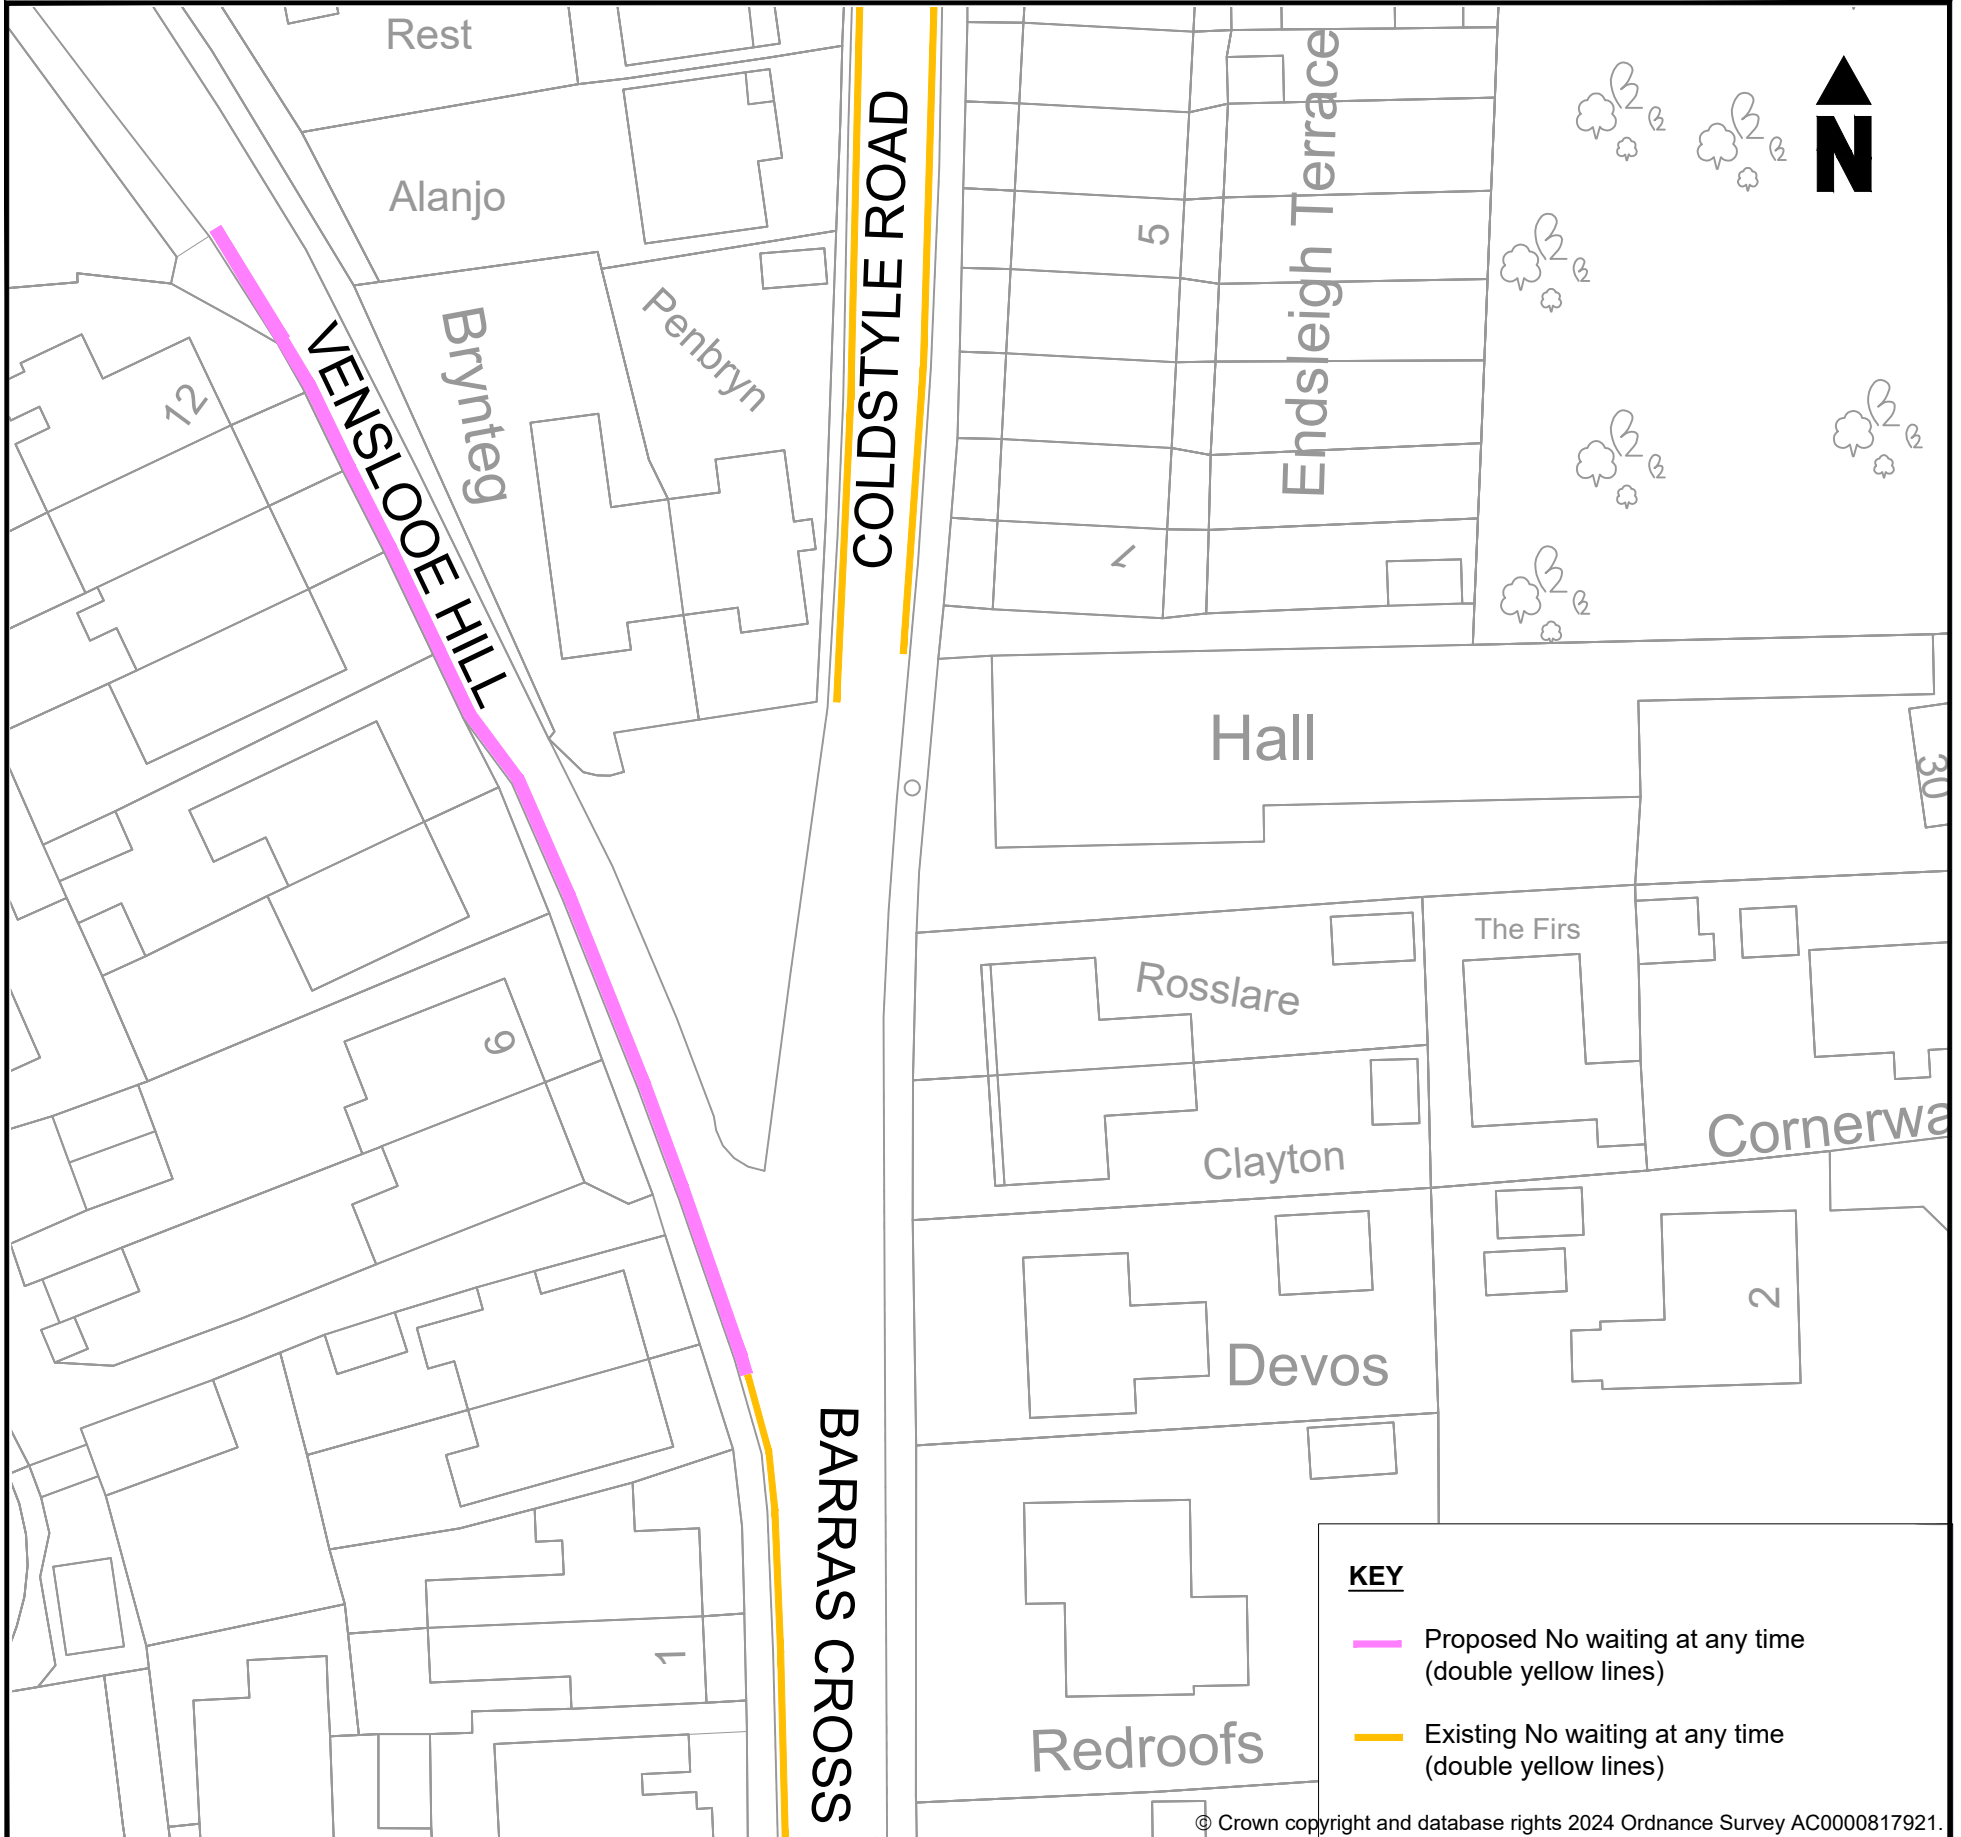 Rest
Alanjo
N
COLDSTYLE ROAD
Endsleigh Terrace
5
Penbryn
Brynteg
VENSLOOE HILL
12
1
Hall
30
The Firs
Rosslare
9
Clayton
Cornerwa
2
Devos
BARRAS CROSS
1
Redroofs
KEY
Proposed No waiting at any time
(double yellow lines)
Existing No waiting at any time
(double yellow lines)
© Crown copyright and database rights 2024 Ordnance Survey AC0000817921.